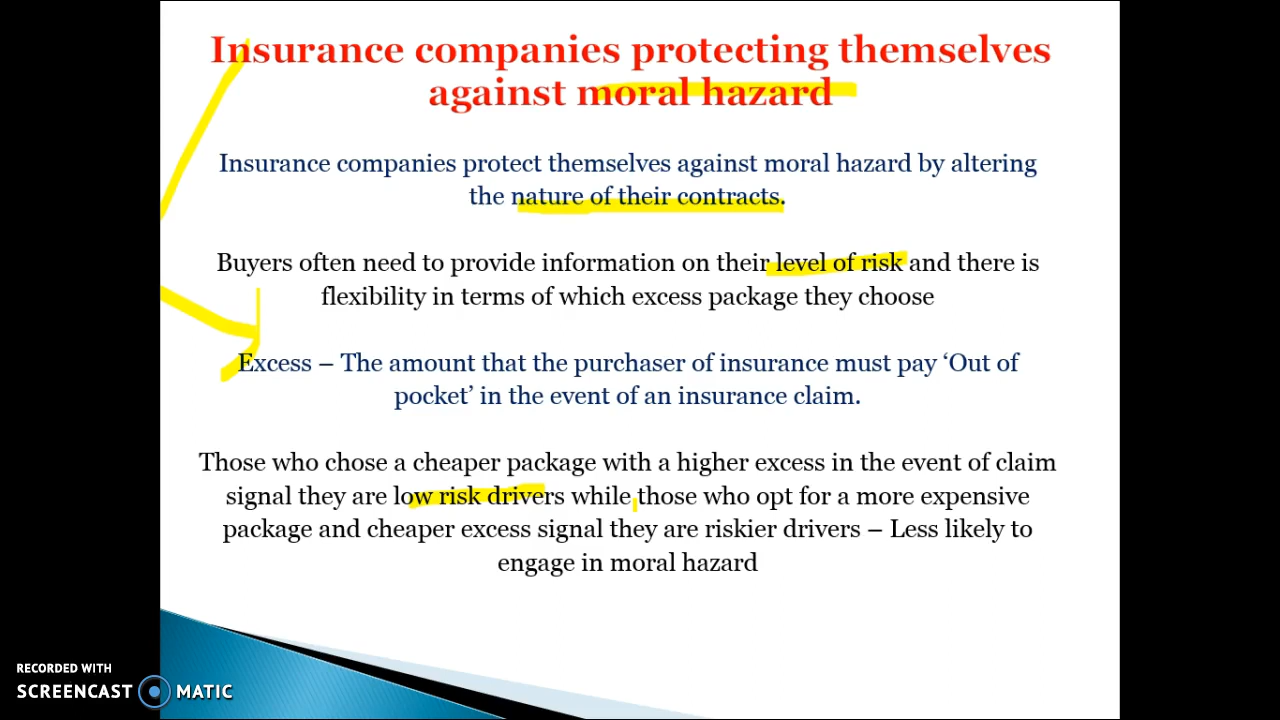 Insurance companies protecting themselves
against moral hazard
Insurance companies protect themselves against moral hazard by altering
the nature of their contracts.
Buyers often need to provide information on their level of risk and there is
flexibility in terms of which excess package they choose
Excess – The amount that the purchaser of insurance must pay ‘Out of
pocket’ in the event of an insurance claim.
Those who chose a cheaper package with a higher excess in the event of claim
signal they are low risk drivers while those who opt for a more expensive
package and cheaper excess signal they are riskier drivers – Less likely to
engage in moral hazard
RECORDED WITH
SCREENCAST MATIC